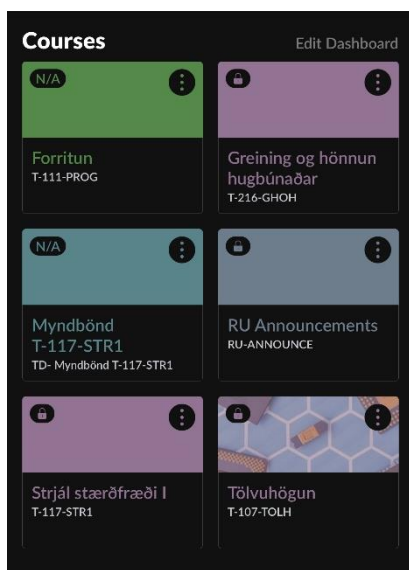 Courses
Edit Dashboard
N/A
Forritun
T-111-PROG
Greining og hönnun
hugbúnaðar
T-216-GHOH
N/A
Myndbönd
T-117-STR1
TD- Myndbönd T-117-STR1
RU Announcements
RU-ANNOUNCE
Strjál stærðfræði I
T-117-STR1
Tölvuhögun
T-107-TOLH